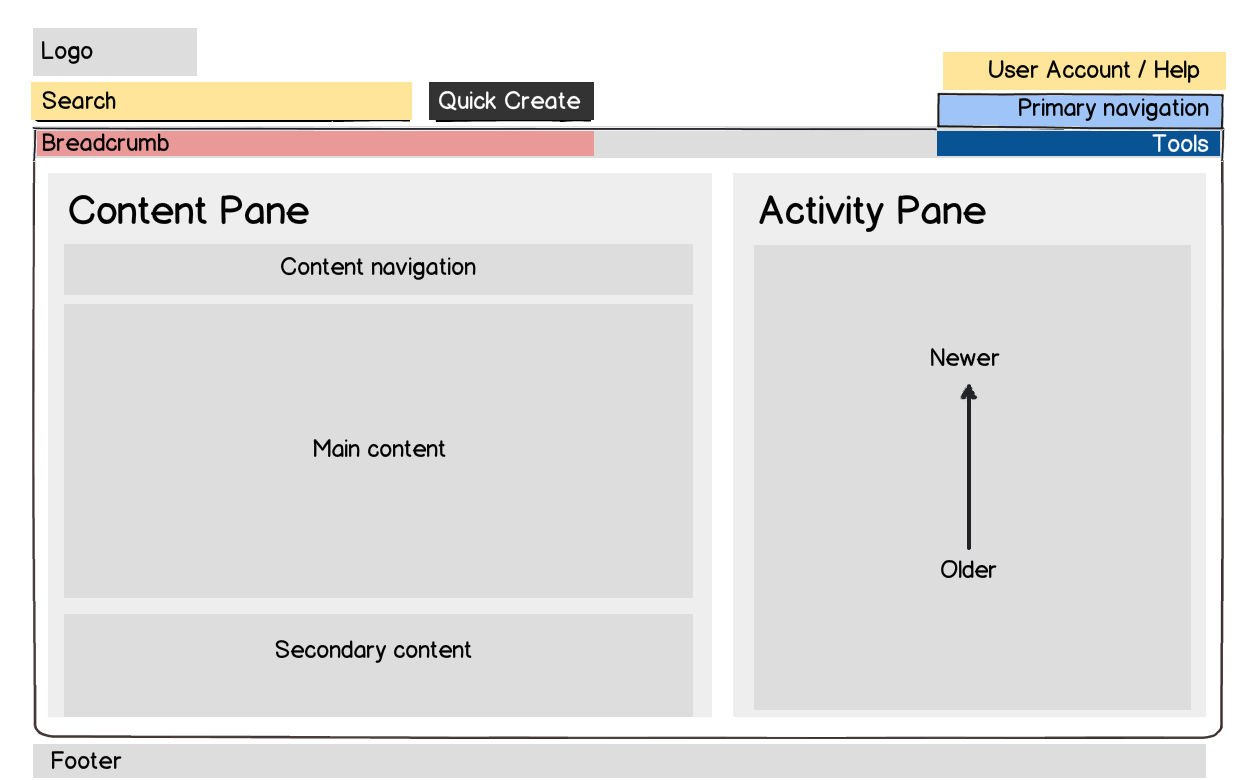 Logo
User Account / Help
Search
Quick Create
Primary navigation
Breadcrumb
Tools
Content Pane
Content navigation
Main content
Secondary content
Activity Pane
Newer
Older
Footer